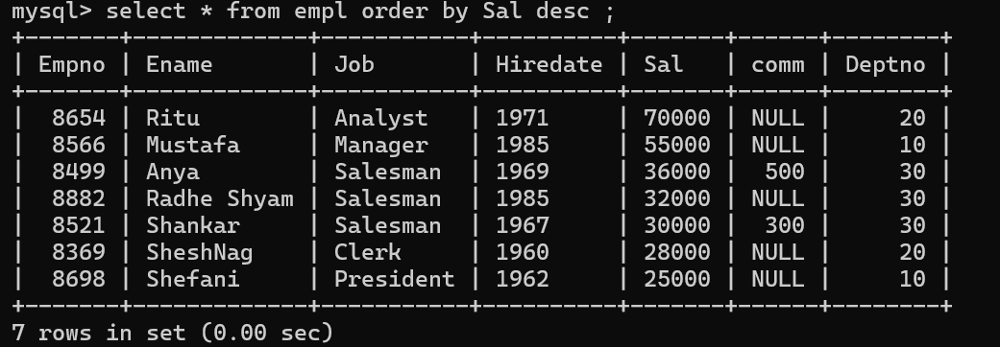 mysql> select * from empl order by Sal desc ;
+-------+-------------+-----------+----------+-------+------+--------+
| Empno | Ename       | Job       | Hiredate | Sal   | comm | Deptno |
+-------+-------------+-----------+----------+-------+------+--------+
|  8654 | Ritu        | Analyst   | 1971     | 70000 | NULL |     20 |
|  8566 | Mustafa     | Manager   | 1985     | 55000 | NULL |     10 |
|  8499 | Anya        | Salesman  | 1969     | 36000 |  500 |     30 |
|  8882 | Radhe Shyam | Salesman  | 1985     | 32000 | NULL |     30 |
|  8521 | Shankar     | Salesman  | 1967     | 30000 |  300 |     30 |
|  8369 | SheshNag    | Clerk     | 1960     | 28000 | NULL |     20 |
|  8698 | Shefani     | President | 1962     | 25000 | NULL |     10 |
+-------+-------------+-----------+----------+-------+------+--------+
7 rows in set (0.00 sec)